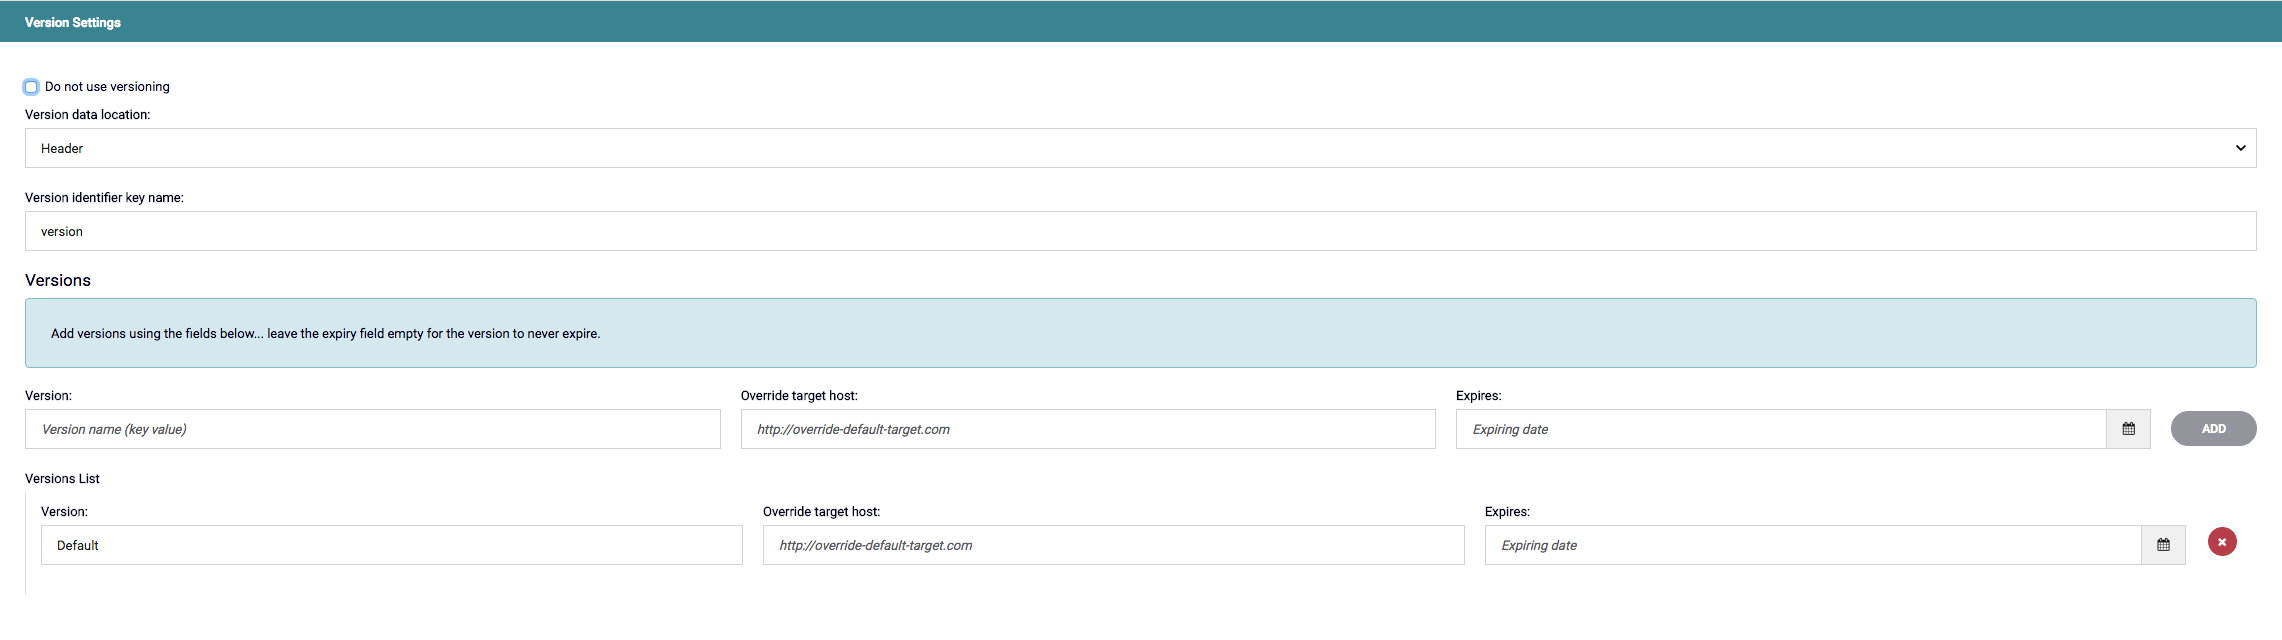 Version Settings
Do not use versioning
Version data location:
Header
Version identifier key name:
version
Versions
Add versions using the fields below... leave the expiry field empty for the version to never expire.
Version: Override target host: Expires:
Version name (key value) http://override-default-target.com Expiring date ADD
Versions List
Version: Override target host: Expires:
Default http://override-default-target.com Expiring date